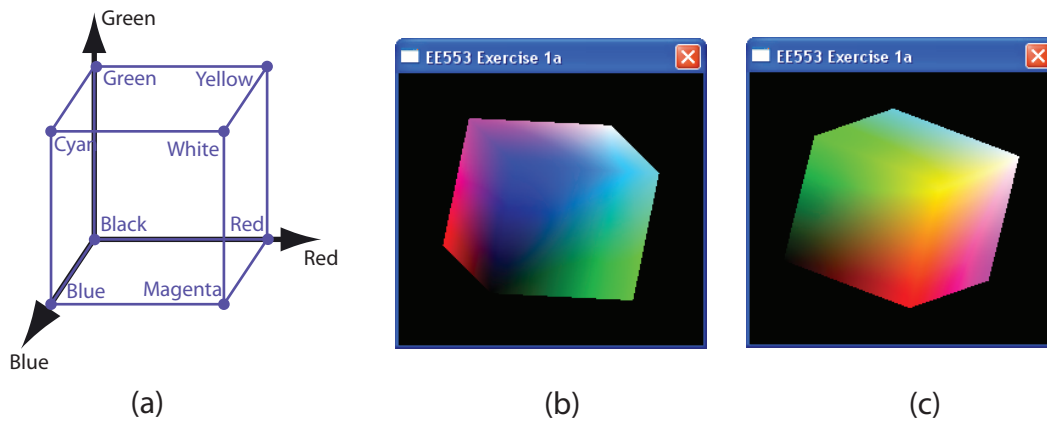 Green
Green
Yellow
Cyan
White
Black
Red
Red
Blue
Magenta
Blue
(a)
EE553 Exercise 1a
(b)
EE553 Exercise 1a
(c)